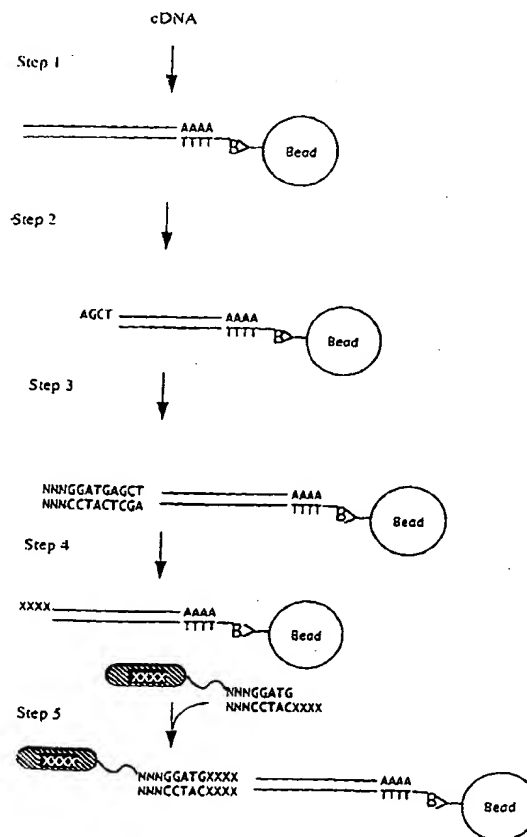 cDNA
Step 1
AAAA
TTTT
B
Bead
Step 2
AGCT
AAAA
TTTT
B
Bead
Step 3
NNNGGATGAGCT
NNNCCTACTCGA
AAAA
TTTT
B
Bead
Step 4
XXXX
AAAA
TTTT
B
Bead
XXXX
NNNGGATG
NNNCCTACXXXX
Step 5
XXXX
NNNGGATGXXXX
NNNCCTACXXXX
AAAA
TTTT
B
Bead